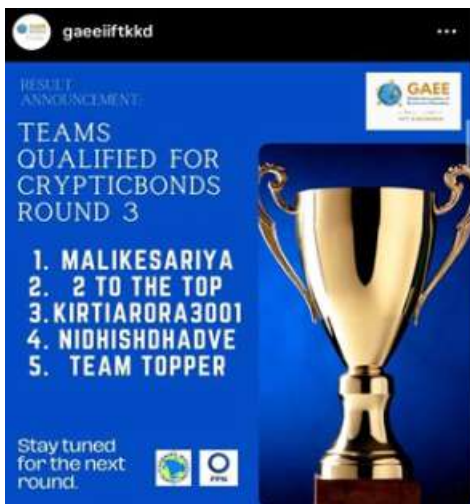 gaeeiiftkkd
RESULT
ANNOUNCEMENT:
GAEE
TEAMS
QUALIFIED FOR
CRYPTICBONDS
ROUND 3
1. MALIKESARIYA
2. 2 TO THE TOP
3.KIRTIARORA3001
4. NIDHISHDHADVE
5. TEAM TOPPER
Stay tuned
for the next
round.